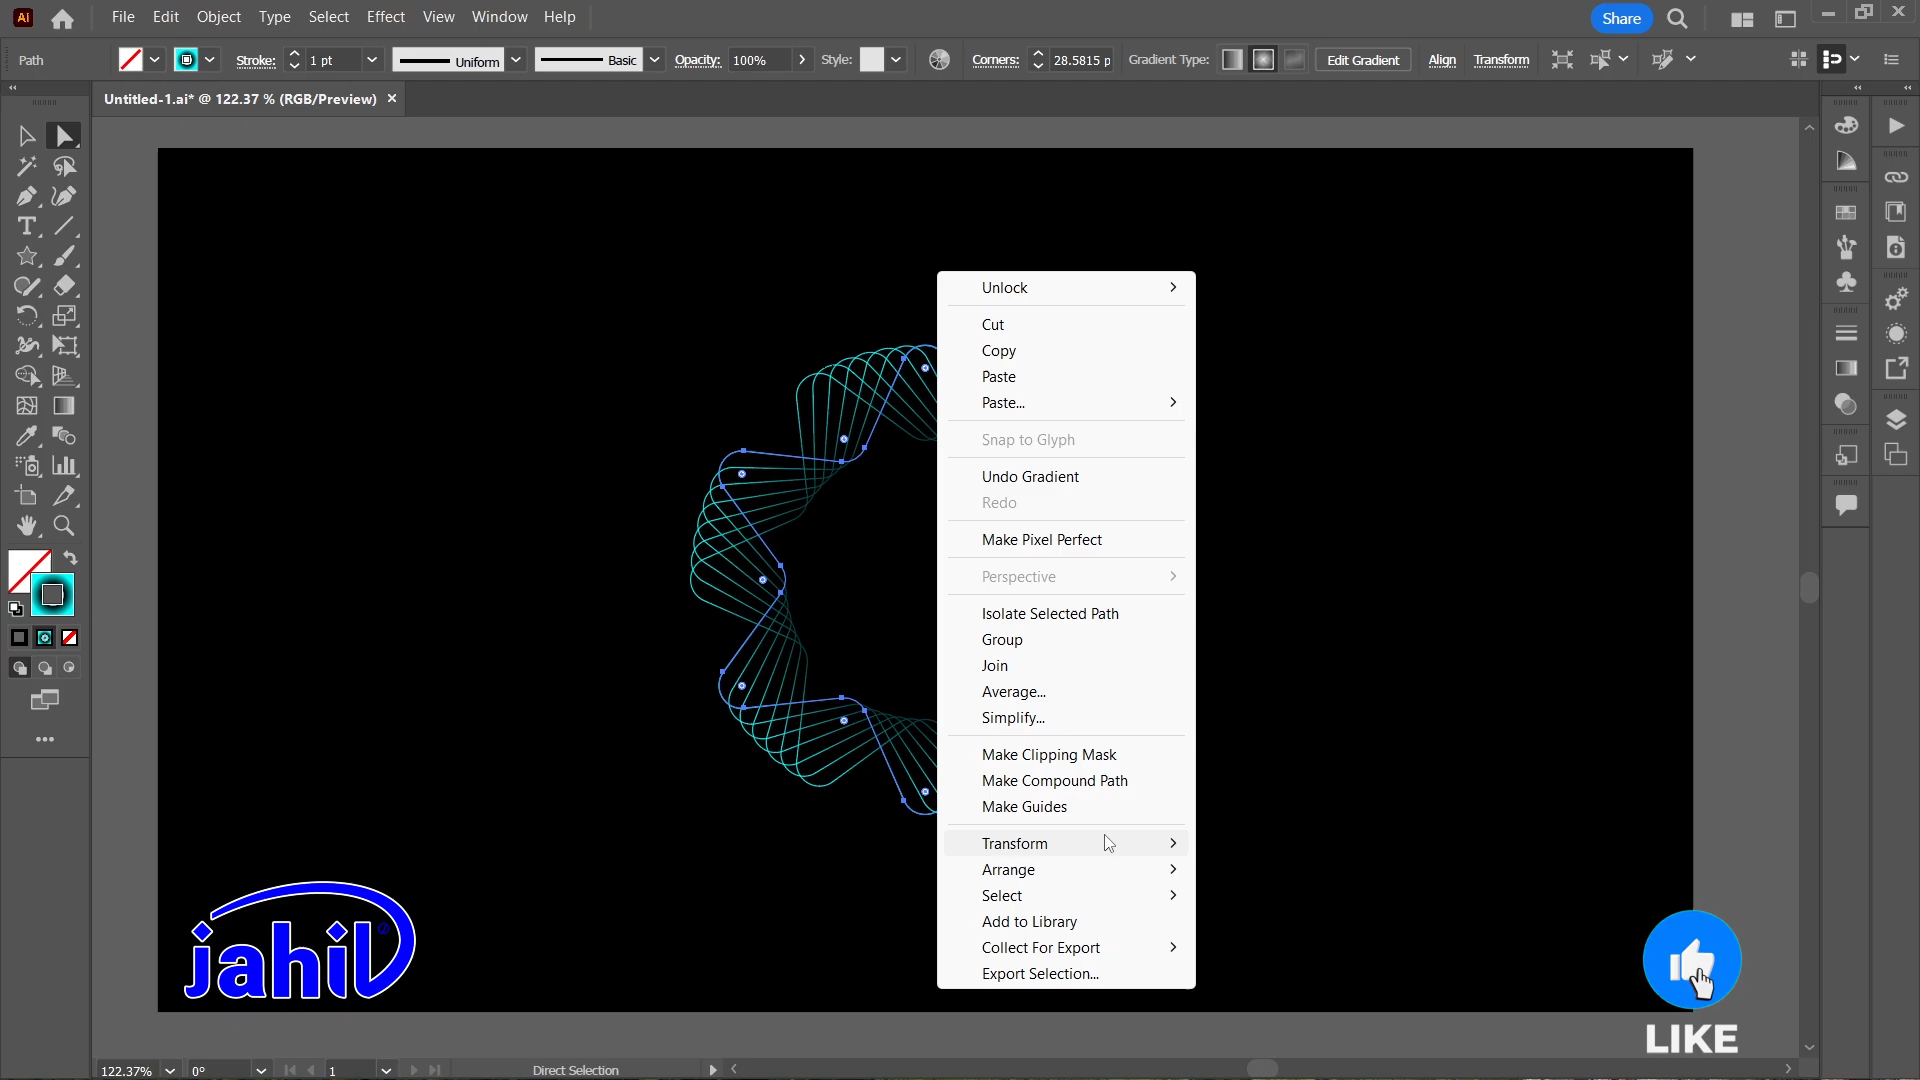 Ai File Edit Object Type Select Effect View Window Help Share
Path Stroke: 1 pt Uniform Basic Opacity: 100% Style: Corners: 28.5815 p Gradient Type: Edit Gradient Align Transform
Untitled-1.ai* @ 122.37 % (RGB/Preview)
Unlock
Cut
Copy
Paste
Paste...
Snap to Glyph
Undo Gradient
Redo
Make Pixel Perfect
Perspective
Isolate Selected Path
Group
Join
Average...
Simplify...
Make Clipping Mask
Make Compound Path
Make Guides
Transform
Arrange
Select
Add to Library
Collect For Export
Export Selection...
jahil
LIKE
122.37% 0° 1 Direct Selection